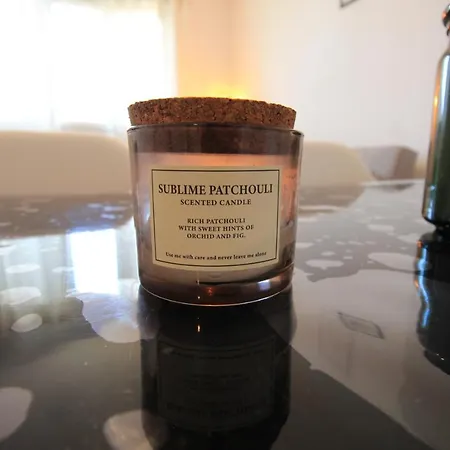 SUBLIME PATCHOULI
SCENTED CANDLE
RICH PATCHOULI
WITH SWEET HINTS OF
ORCHID AND FIG.
Use me with care and never leave me alone